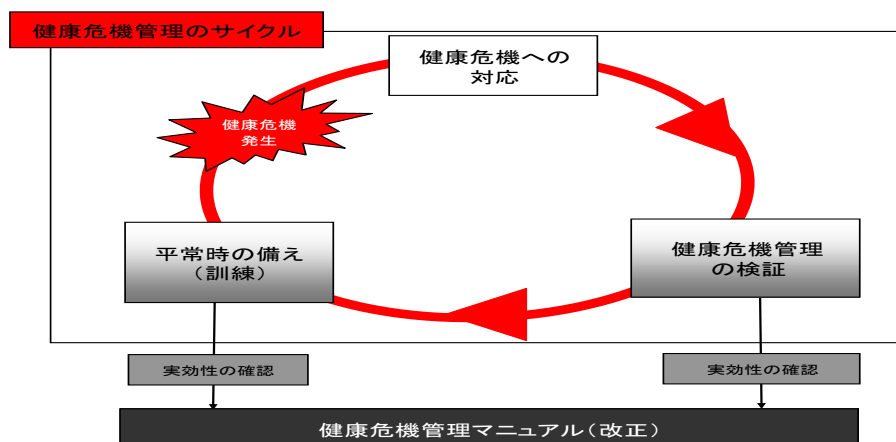 健康危機管理のサイクル
健康危機への
対応
健康危機
発生
平常時の備え
（訓練）
健康危機管理
の検証
実効性の確認
実効性の確認
健康危機管理マニュアル（改正）